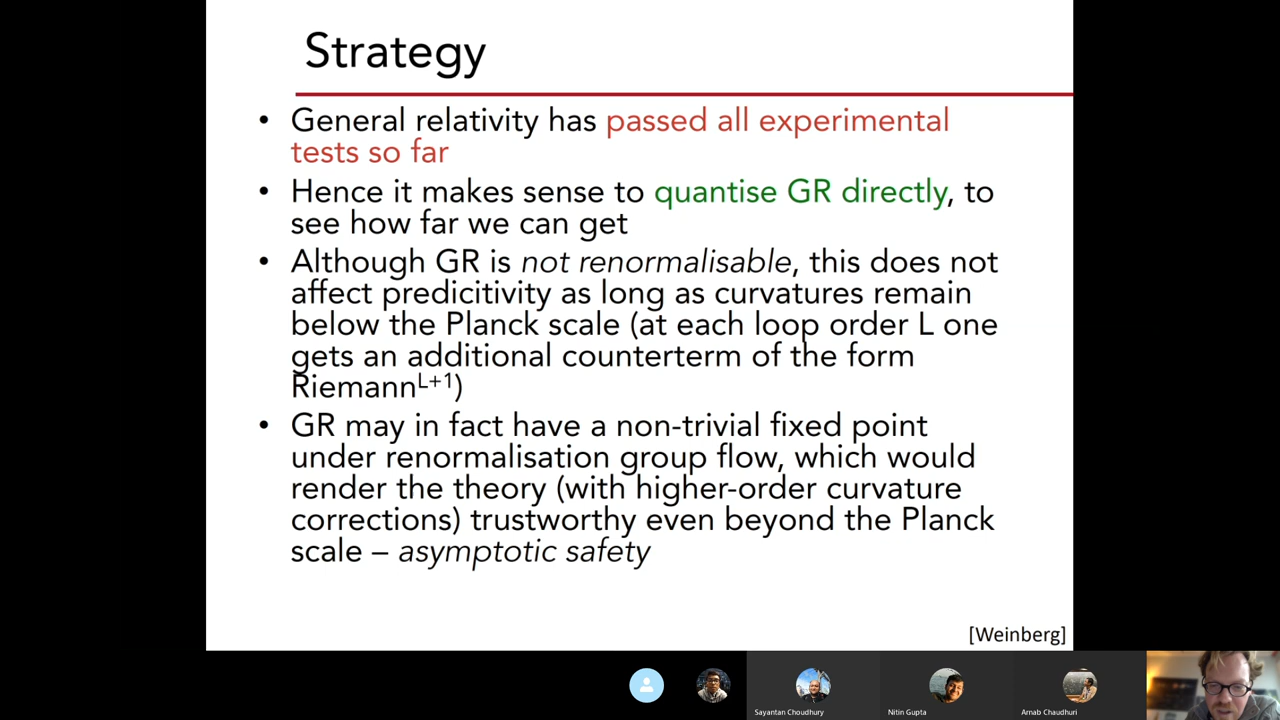 Strategy
• General relativity has passed all experimental
tests so far
• Hence it makes sense to quantise GR directly, to
see how far we can get
• Although GR is not renormalisable, this does not
affect predicitivity as long as curvatures remain
below the Planck scale (at each loop order L one
gets an additional counterterm of the form
Riemann^L+1)
• GR may in fact have a non-trivial fixed point
under renormalisation group flow, which would
render the theory (with higher-order curvature
corrections) trustworthy even beyond the Planck
scale – asymptotic safety
[Weinberg]
Sayantan Choudhury
Nitin Gupta
Arnab Chaudhuri